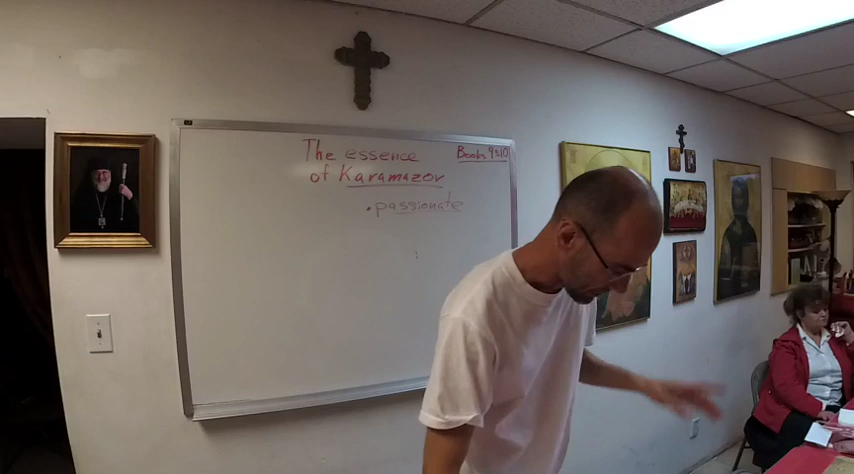 The essence
Books 9&10
of Karamazov
• passionate